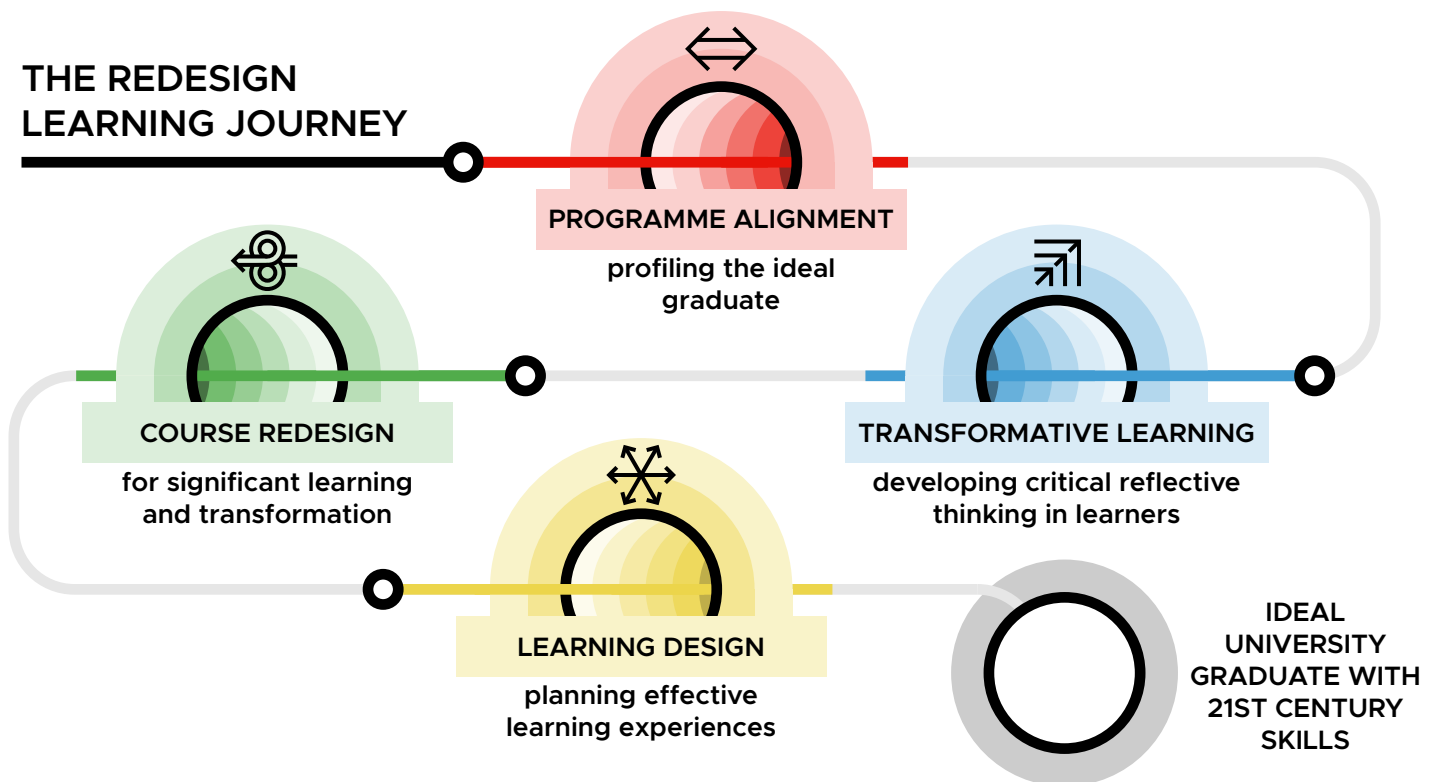 THE REDESIGN
LEARNING JOURNEY
PROGRAMME ALIGNMENT
profiling the ideal
graduate
TRANSFORMATIVE LEARNING
developing critical reflective
thinking in learners
COURSE REDESIGN
for significant learning
and transformation
LEARNING DESIGN
planning effective
learning experiences
IDEAL
UNIVERSITY
GRADUATE WITH
21ST CENTURY
SKILLS